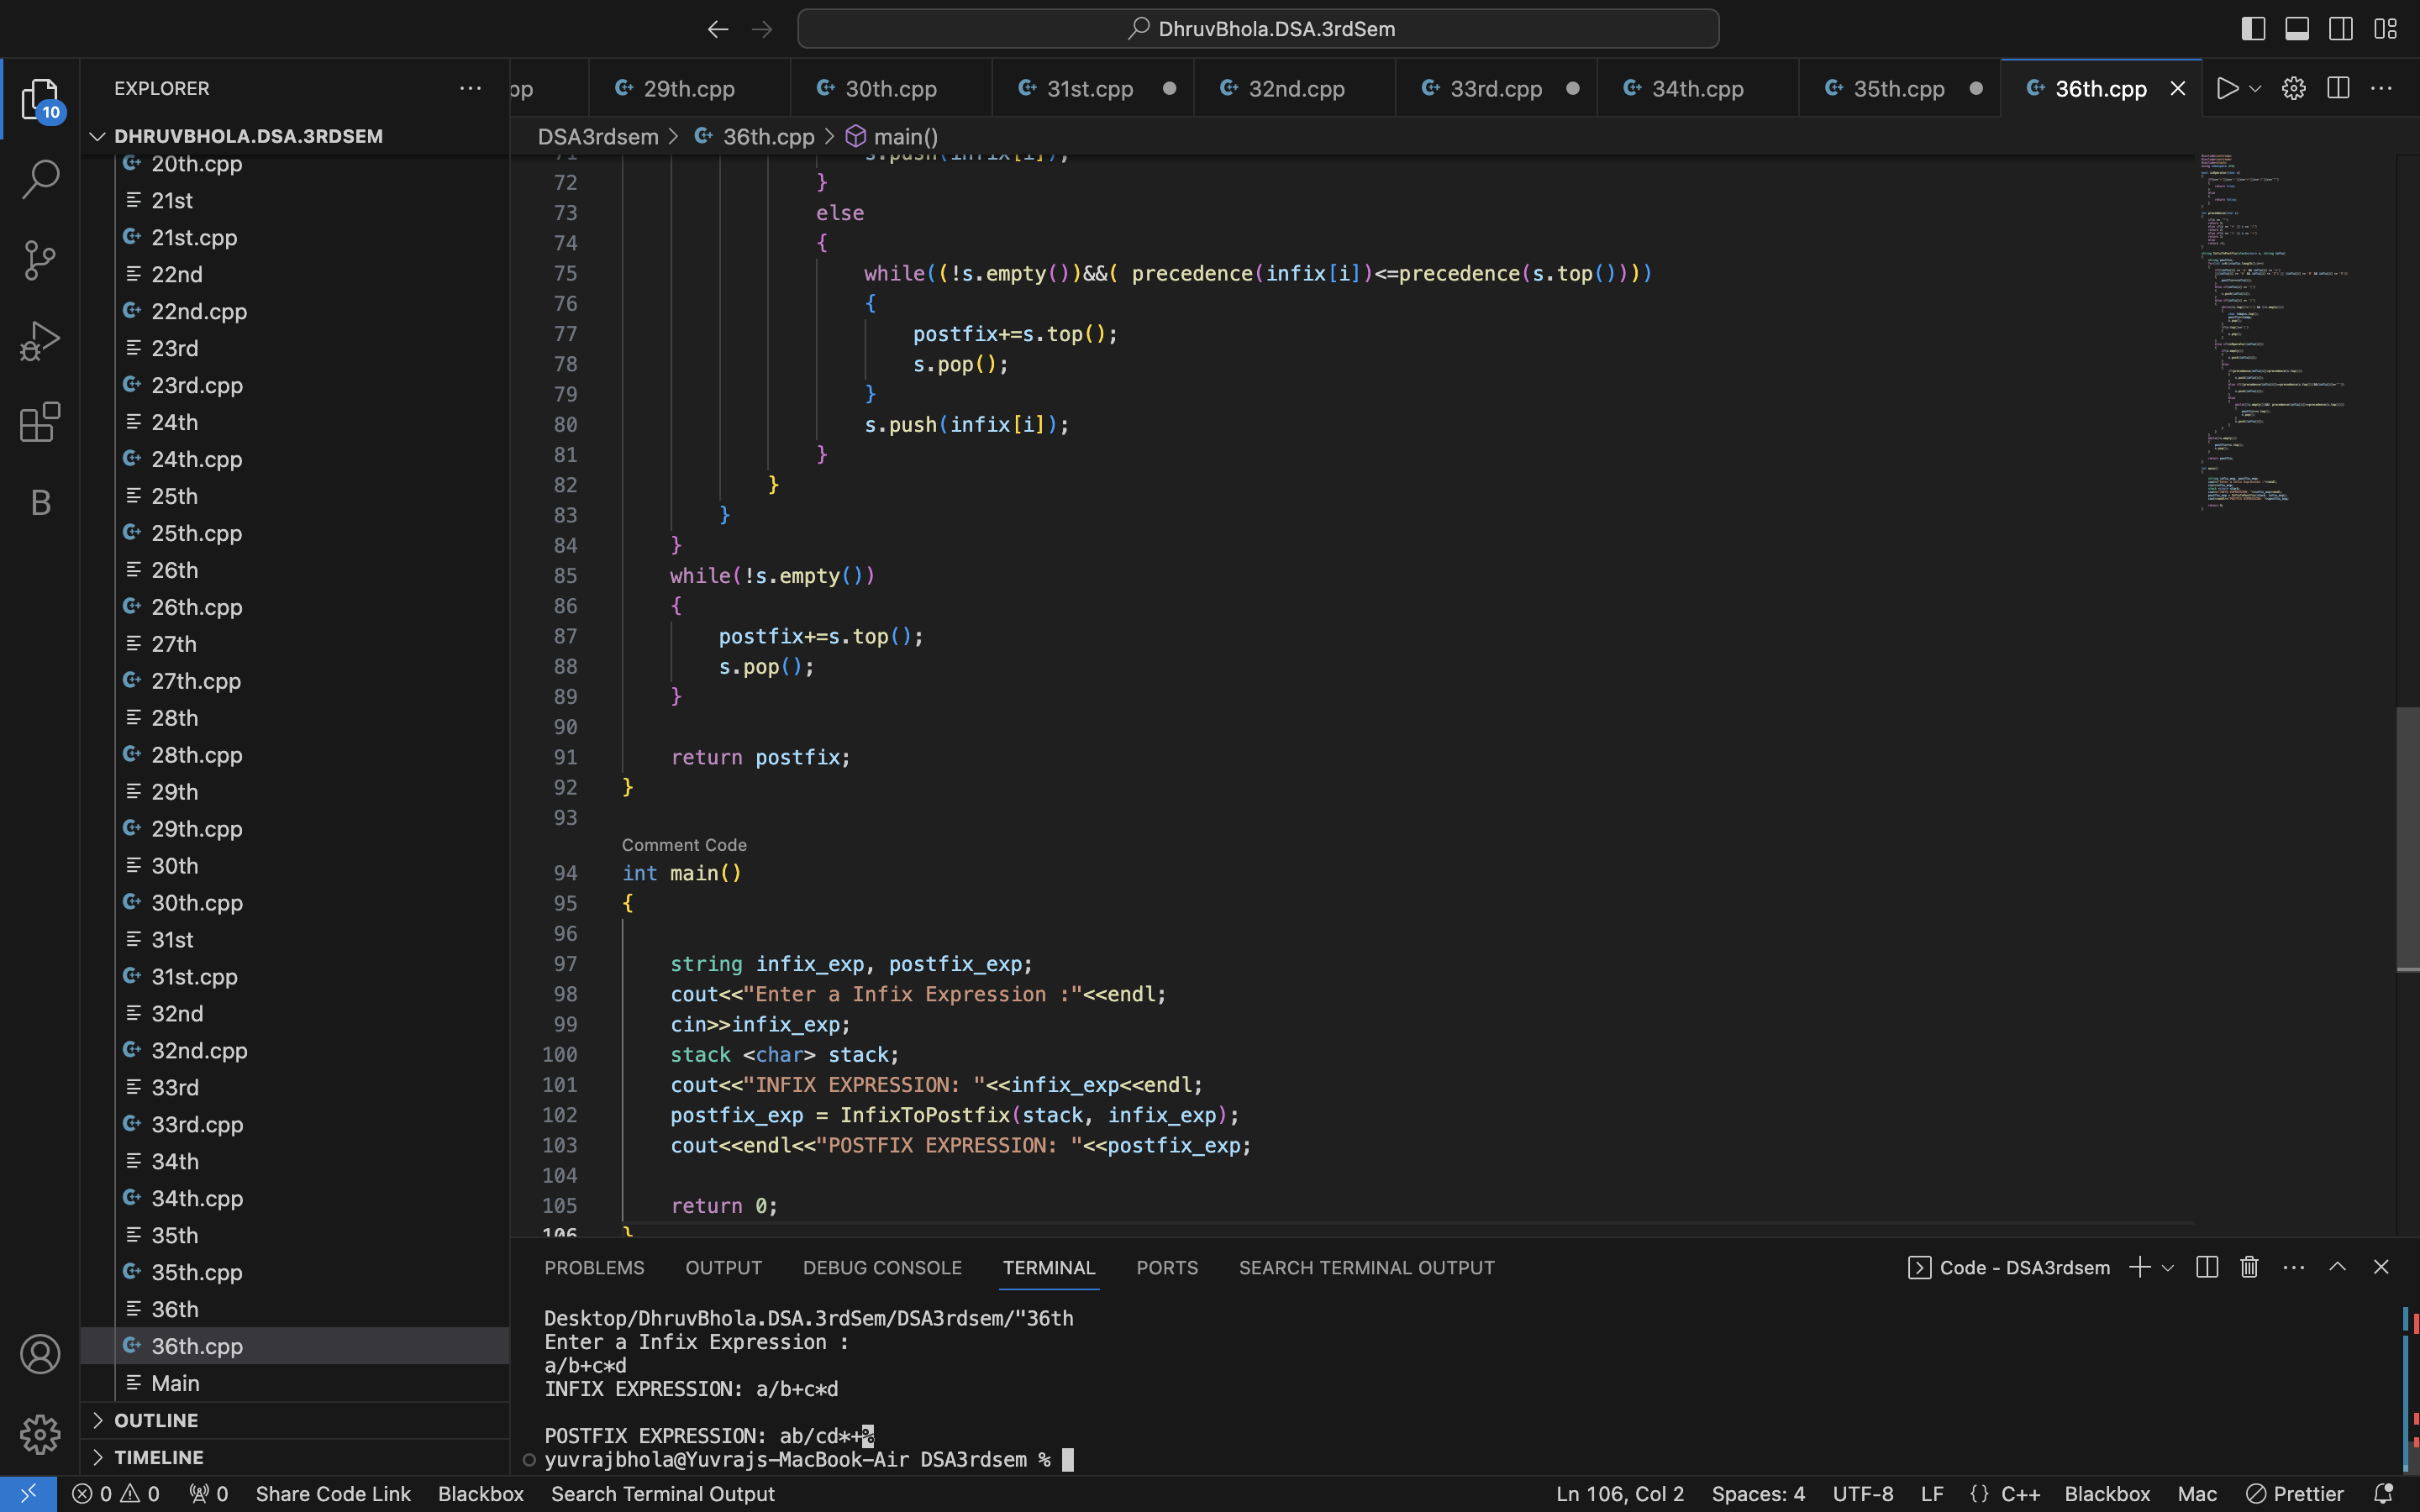 DhruvBhola.DSA.3rdSem
EXPLORER
10
DHRUVBHOLA.DSA.3RDSEM
20th.cpp
21st
21st.cpp
22nd
22nd.cpp
23rd
23rd.cpp
24th
24th.cpp
25th
25th.cpp
26th
26th.cpp
27th
27th.cpp
28th
28th.cpp
29th
29th.cpp
30th
30th.cpp
31st
31st.cpp
32nd
32nd.cpp
33rd
33rd.cpp
34th
34th.cpp
35th
35th.cpp
36th
36th.cpp
Main
OUTLINE
TIMELINE
B
pp 29th.cpp 30th.cpp 31st.cpp 32nd.cpp 33rd.cpp 34th.cpp 35th.cpp 36th.cpp
DSA3rdsem > 36th.cpp > main()
71 s.push(infix[i]);
72 }
73 else
74 {
75 while((!s.empty())&&( precedence(infix[i])<=precedence(s.top())))
76 {
77 postfix+=s.top();
78 s.pop();
79 }
80 s.push(infix[i]);
81 }
82 }
83 }
84 }
85 while(!s.empty())
86 {
87 postfix+=s.top();
88 s.pop();
89 }
90
91 return postfix;
92 }
93
Comment Code
94 int main()
95 {
96
97 string infix_exp, postfix_exp;
98 cout<<"Enter a Infix Expression :"<<endl;
99 cin>>infix_exp;
100 stack <char> stack;
101 cout<<"INFIX EXPRESSION: "<<infix_exp<<endl;
102 postfix_exp = InfixToPostfix(stack, infix_exp);
103 cout<<endl<<"POSTFIX EXPRESSION: "<<postfix_exp;
104
105 return 0;
106 }
PROBLEMS OUTPUT DEBUG CONSOLE TERMINAL PORTS SEARCH TERMINAL OUTPUT Code - DSA3rdsem
Desktop/DhruvBhola.DSA.3rdSem/DSA3rdsem/"36th
Enter a Infix Expression :
a/b+c*d
INFIX EXPRESSION: a/b+c*d
POSTFIX EXPRESSION: ab/cd*+%
yuvrajbhola@Yuvrajs-MacBook-Air DSA3rdsem %
0 0 0 Share Code Link Blackbox Search Terminal Output Ln 106, Col 2 Spaces: 4 UTF-8 LF {} C++ Blackbox Mac Prettier